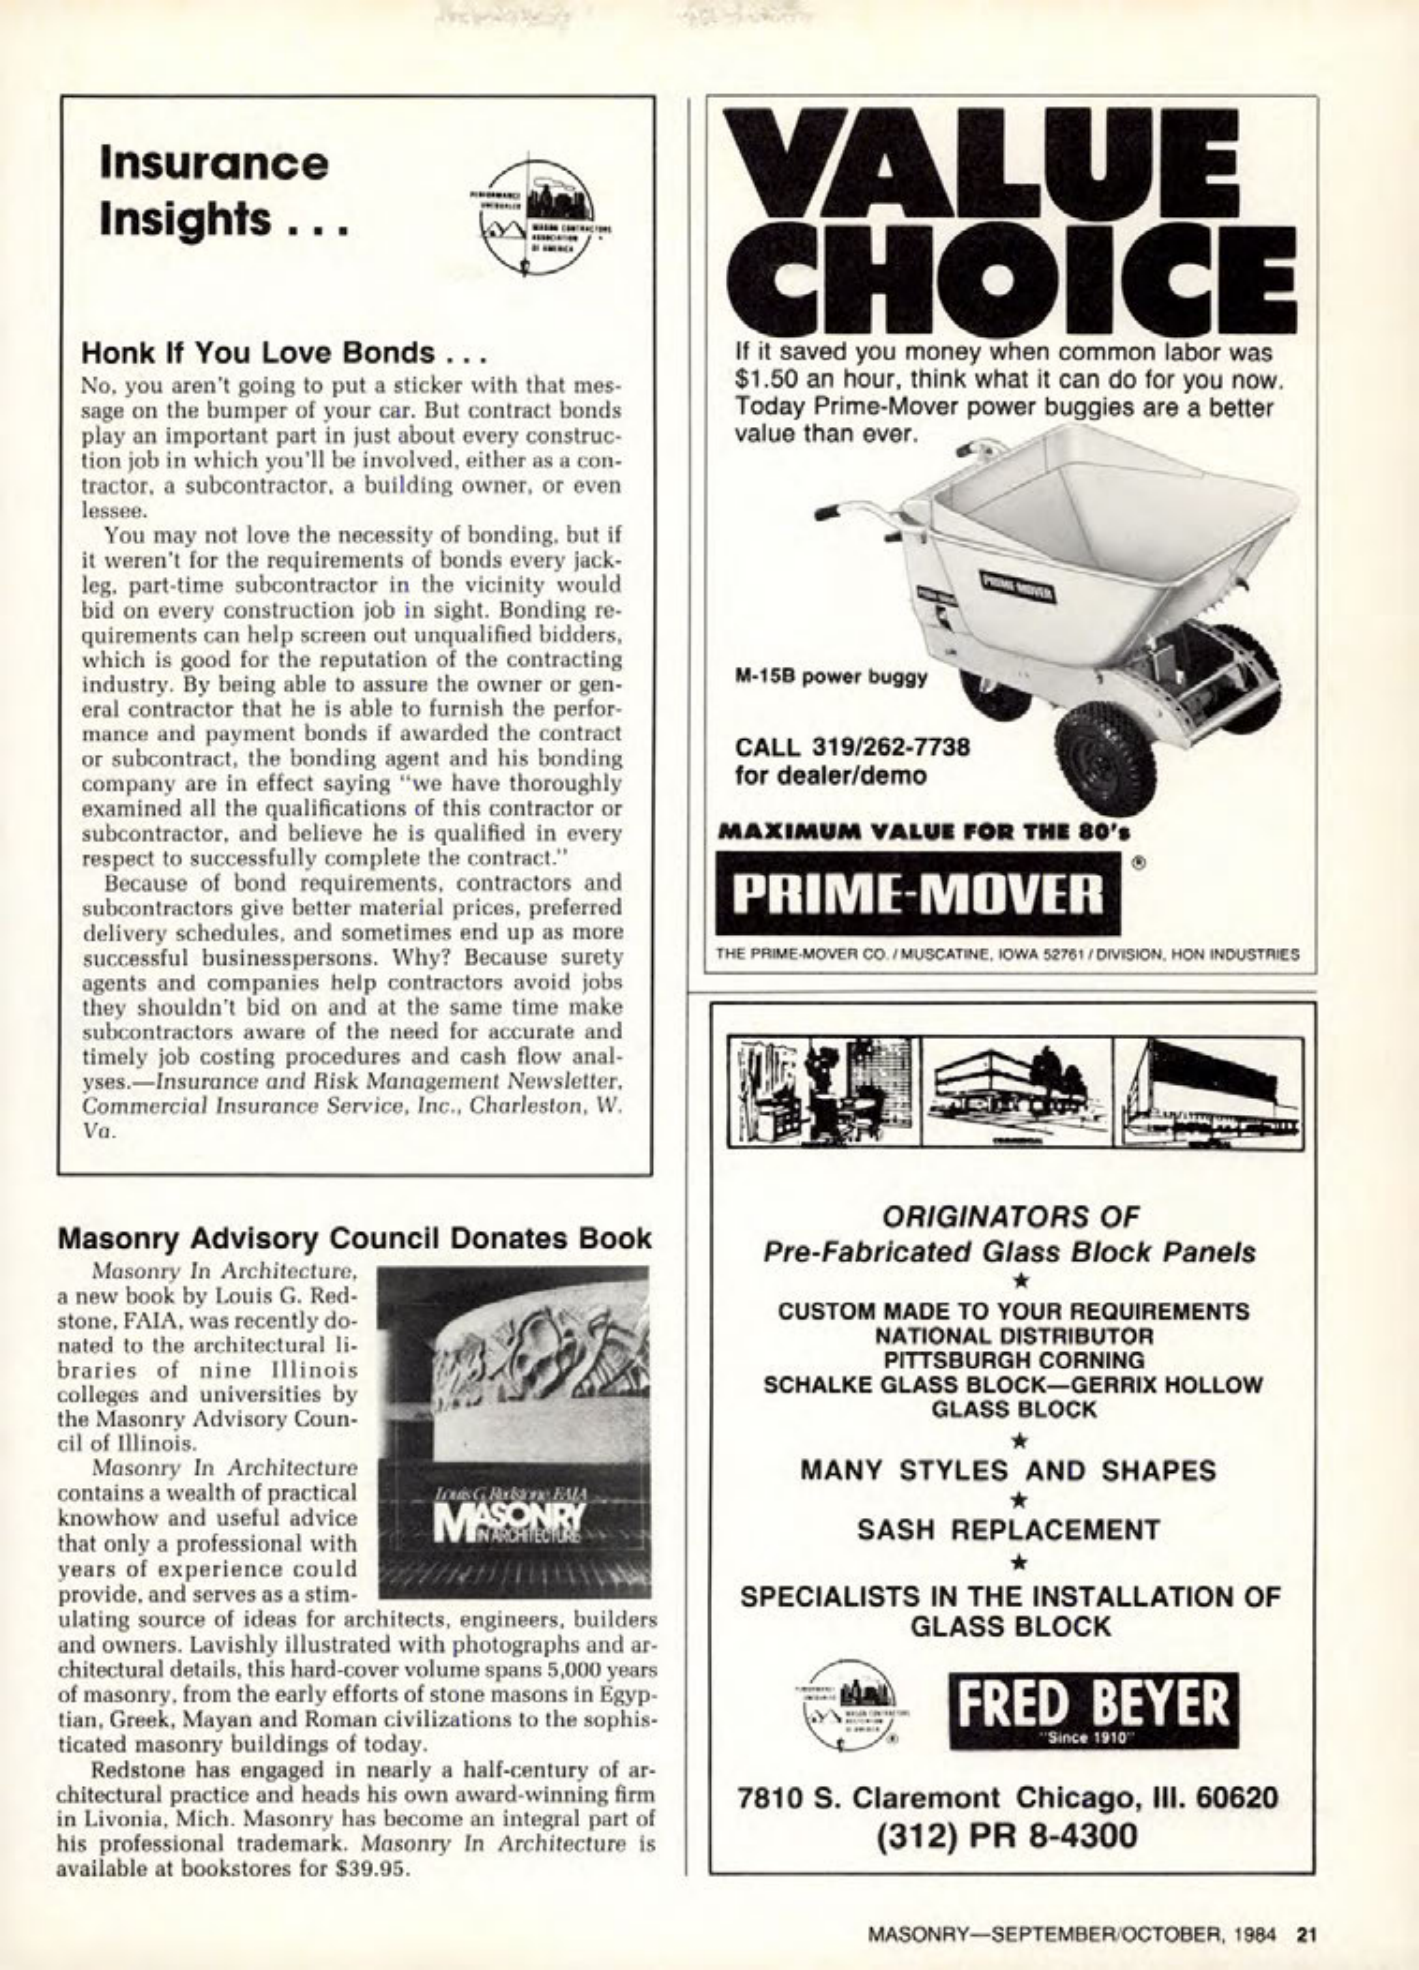 Insurance
Insights . . .
PERFORMANCE
UNEQUALED
MASON CONTRACTORS
ASSOCIATION
OF AMERICA
Honk If You Love Bonds . . .
No, you aren't going to put a sticker with that mes-
sage on the bumper of your car. But contract bonds
play an important part in just about every construc-
tion job in which you'll be involved, either as a con-
tractor, a subcontractor, a building owner, or even
lessee.
You may not love the necessity of bonding, but if
it weren't for the requirements of bonds every jack-
leg, part-time subcontractor in the vicinity would
bid on every construction job in sight. Bonding re-
quirements can help screen out unqualified bidders,
which is good for the reputation of the contracting
industry. By being able to assure the owner or gen-
eral contractor that he is able to furnish the perfor-
mance and payment bonds if awarded the contract
or subcontract, the bonding agent and his bonding
company are in effect saying "we have thoroughly
examined all the qualifications of this contractor or
subcontractor, and believe he is qualified in every
respect to successfully complete the contract."
Because of bond requirements, contractors and
subcontractors give better material prices, preferred
delivery schedules, and sometimes end up as more
successful businesspersons. Why? Because surety
agents and companies help contractors avoid jobs
they shouldn't bid on and at the same time make
subcontractors aware of the need for accurate and
timely job costing procedures and cash flow anal-
yses.—Insurance and Risk Management Newsletter,
Commercial Insurance Service, Inc., Charleston, W.
Va.
Masonry Advisory Council Donates Book
Masonry In Architecture,
a new book by Louis G. Red-
stone, FAIA, was recently do-
nated to the architectural li-
braries of nine Illinois
colleges and universities by
the Masonry Advisory Coun-
cil of Illinois.
Masonry In Architecture
contains a wealth of practical
knowhow and useful advice
that only a professional with
years of experience could
provide, and serves as a stim-
ulating source of ideas for architects, engineers, builders
and owners. Lavishly illustrated with photographs and ar-
chitectural details, this hard-cover volume spans 5,000 years
of masonry, from the early efforts of stone masons in Egyp-
tian, Greek, Mayan and Roman civilizations to the sophis-
ticated masonry buildings of today.
Redstone has engaged in nearly a half-century of ar-
chitectural practice and heads his own award-winning firm
in Livonia, Mich. Masonry has become an integral part of
his professional trademark. Masonry In Architecture is
available at bookstores for $39.95.
Louis G. Redstone, FAIA
MASONRY
IN ARCHITECTURE
VALUE
CHOICE
If it saved you money when common labor was
$1.50 an hour, think what it can do for you now.
Today Prime-Mover power buggies are a better
value than ever.
PRIME-MOVER
M-15B power buggy
CALL 319/262-7738
for dealer/demo
MAXIMUM VALUE FOR THE 80's
PRIME-MOVER ®
THE PRIME-MOVER CO. / MUSCATINE, IOWA 52761 / DIVISION, HON INDUSTRIES
COMMERCIAL
ORIGINATORS OF
Pre-Fabricated Glass Block Panels
★
CUSTOM MADE TO YOUR REQUIREMENTS
NATIONAL DISTRIBUTOR
PITTSBURGH CORNING
SCHALKE GLASS BLOCK—GERRIX HOLLOW
GLASS BLOCK
★
MANY STYLES AND SHAPES
★
SASH REPLACEMENT
★
SPECIALISTS IN THE INSTALLATION OF
GLASS BLOCK
MASON CONTRACTORS
ASSOCIATION
OF AMERICA
®
FRED BEYER
"Since 1910"
7810 S. Claremont Chicago, Ill. 60620
(312) PR 8-4300
MASONRY—SEPTEMBER/OCTOBER, 1984 21